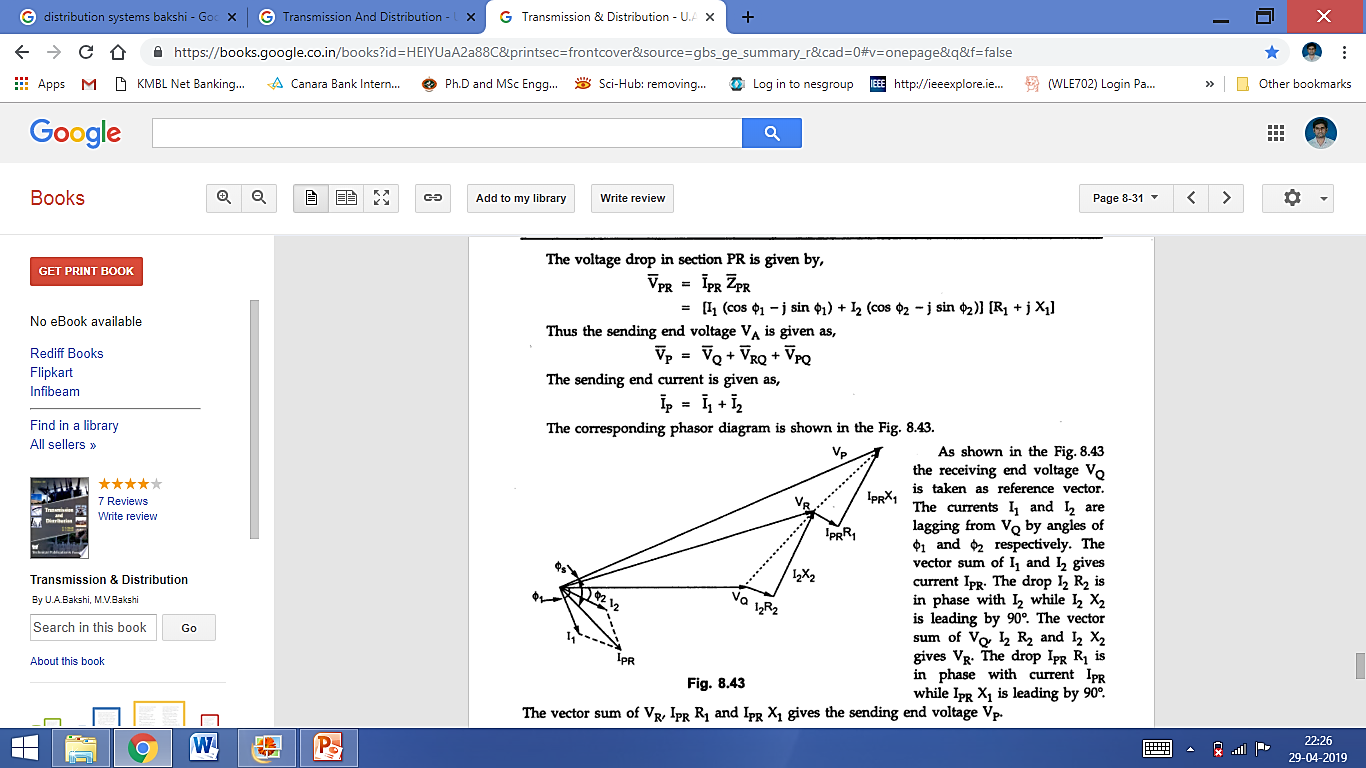 distribution systems bakshi - Goo
Transmission And Distribution - U
Transmission & Distribution - U.A
https://books.google.co.in/books?id=HElYUaA2a88C&printsec=frontcover&source=gbs_ge_summary_r&cad=0#v=onepage&q&f=false
Apps
KMBL Net Banking...
Canara Bank Intern...
Ph.D and MSc Engg...
Sci-Hub: removing...
Log in to nesgroup
IEEE http://ieeexplore.ie...
(WLE702) Login Pa...
»
Other bookmarks
Google
Books
Add to my library
Write review
Page 8-31
GET PRINT BOOK
No eBook available
Rediff Books
Flipkart
Infibeam
Find in a library
All sellers »
7 Reviews
Write review
Transmission & Distribution
By U.A.Bakshi, M.V.Bakshi
Search in this book
Go
About this book
The voltage drop in section PR is given by,
V̅PR = I̅PR Z̅PR
= [I1 (cos ϕ1 – j sin ϕ1) + I2 (cos ϕ2 – j sin ϕ2)] [R1 + j X1]
Thus the sending end voltage VA is given as,
V̅P = V̅Q + V̅RQ + V̅PQ
The sending end current is given as,
I̅P = I̅1 + I̅2
The corresponding phasor diagram is shown in the Fig. 8.43.
VP
VR
IPRX1
IPRR1
I2X2
ϕs
ϕ1
ϕ2
I2
VQ
I2R2
I1
IPR
Fig. 8.43
As shown in the Fig. 8.43
the receiving end voltage VQ
is taken as reference vector.
The currents I1 and I2 are
lagging from VQ by angles of
ϕ1 and ϕ2 respectively. The
vector sum of I1 and I2 gives
current IPR. The drop I2 R2 is
in phase with I2 while I2 X2
is leading by 90°. The vector
sum of VQ, I2 R2 and I2 X2
gives VR. The drop IPR R1 is
in phase with current IPR
while IPR X1 is leading by 90°.
The vector sum of VR, IPR R1 and IPR X1 gives the sending end voltage VP.
22:26
29-04-2019